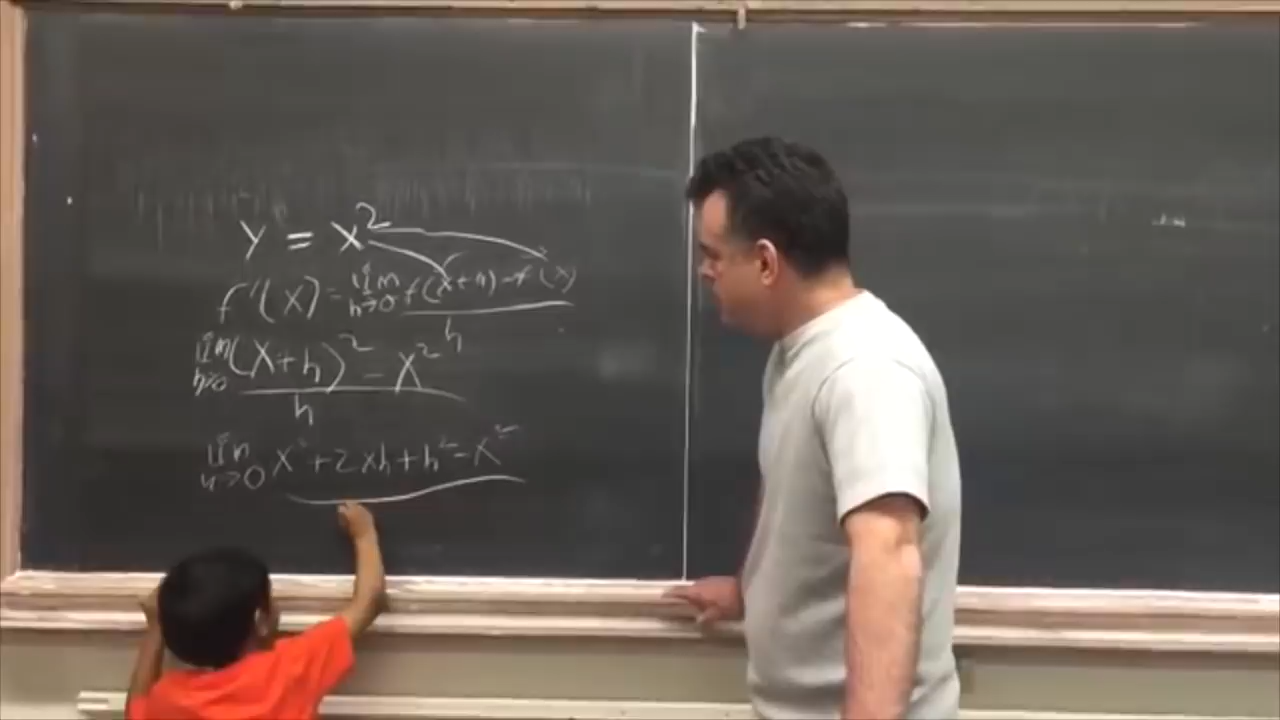 y = x²
f'(x) = lim h→0 f(x+h) - f(x)
h
lim h→0 (x+h)² - x²
h
lim h→0 x² + 2xh + h² - x²